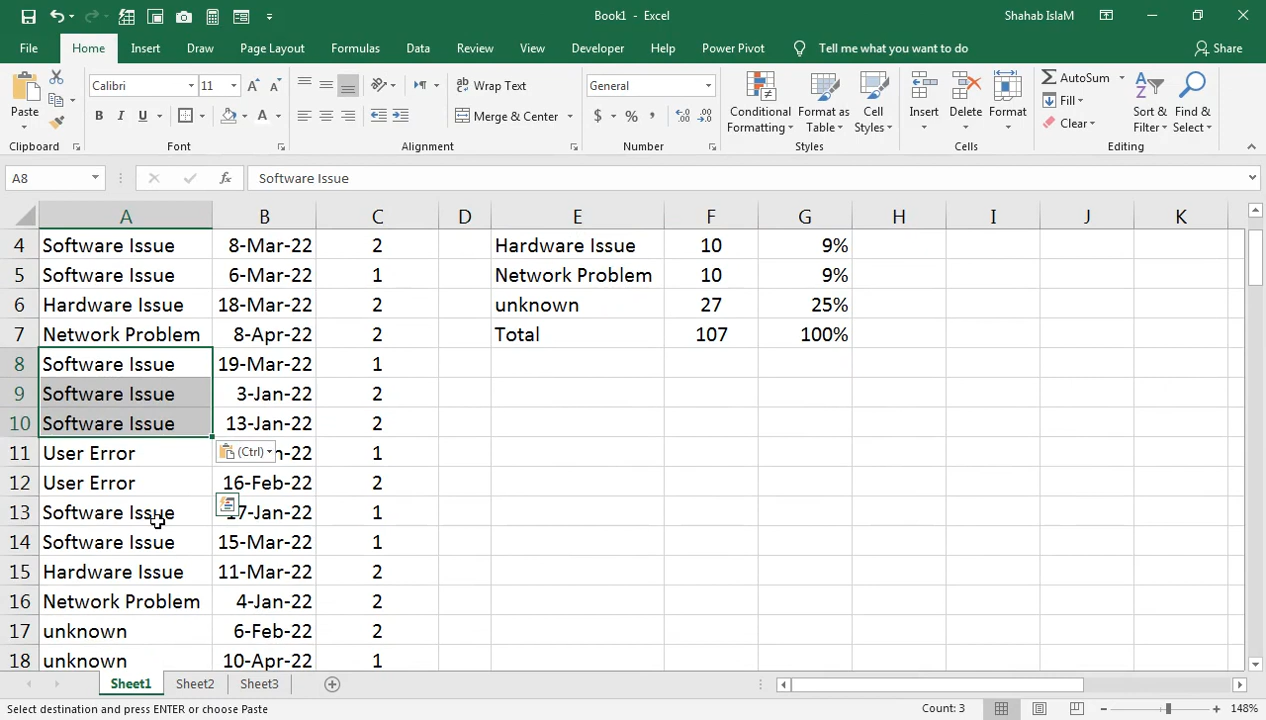 Book1 - Excel
Shahab IslaM
File Home Insert Draw Page Layout Formulas Data Review View Developer Help Power Pivot Tell me what you want to do Share
Paste
Calibri 11
B I U
Wrap Text
Merge & Center
General
$ % ,
Conditional Formatting
Format as Table
Cell Styles
Insert
Delete
Format
AutoSum
Fill
Clear
Sort & Filter
Find & Select
Clipboard Font Alignment Number Styles Cells Editing
A8 fx Software Issue
A B C D E F G H I J K
4 Software Issue 8-Mar-22 2 Hardware Issue 10 9%
5 Software Issue 6-Mar-22 1 Network Problem 10 9%
6 Hardware Issue 18-Mar-22 2 unknown 27 25%
7 Network Problem 8-Apr-22 2 Total 107 100%
8 Software Issue 19-Mar-22 1
9 Software Issue 3-Jan-22 2
10 Software Issue 13-Jan-22 2
11 User Error (Ctrl) n-22 1
12 User Error 16-Feb-22 2
13 Software Issue 17-Jan-22 1
14 Software Issue 15-Mar-22 1
15 Hardware Issue 11-Mar-22 2
16 Network Problem 4-Jan-22 2
17 unknown 6-Feb-22 2
18 unknown 10-Apr-22 1
Sheet1 Sheet2 Sheet3
Select destination and press ENTER or choose Paste Count: 3 148%